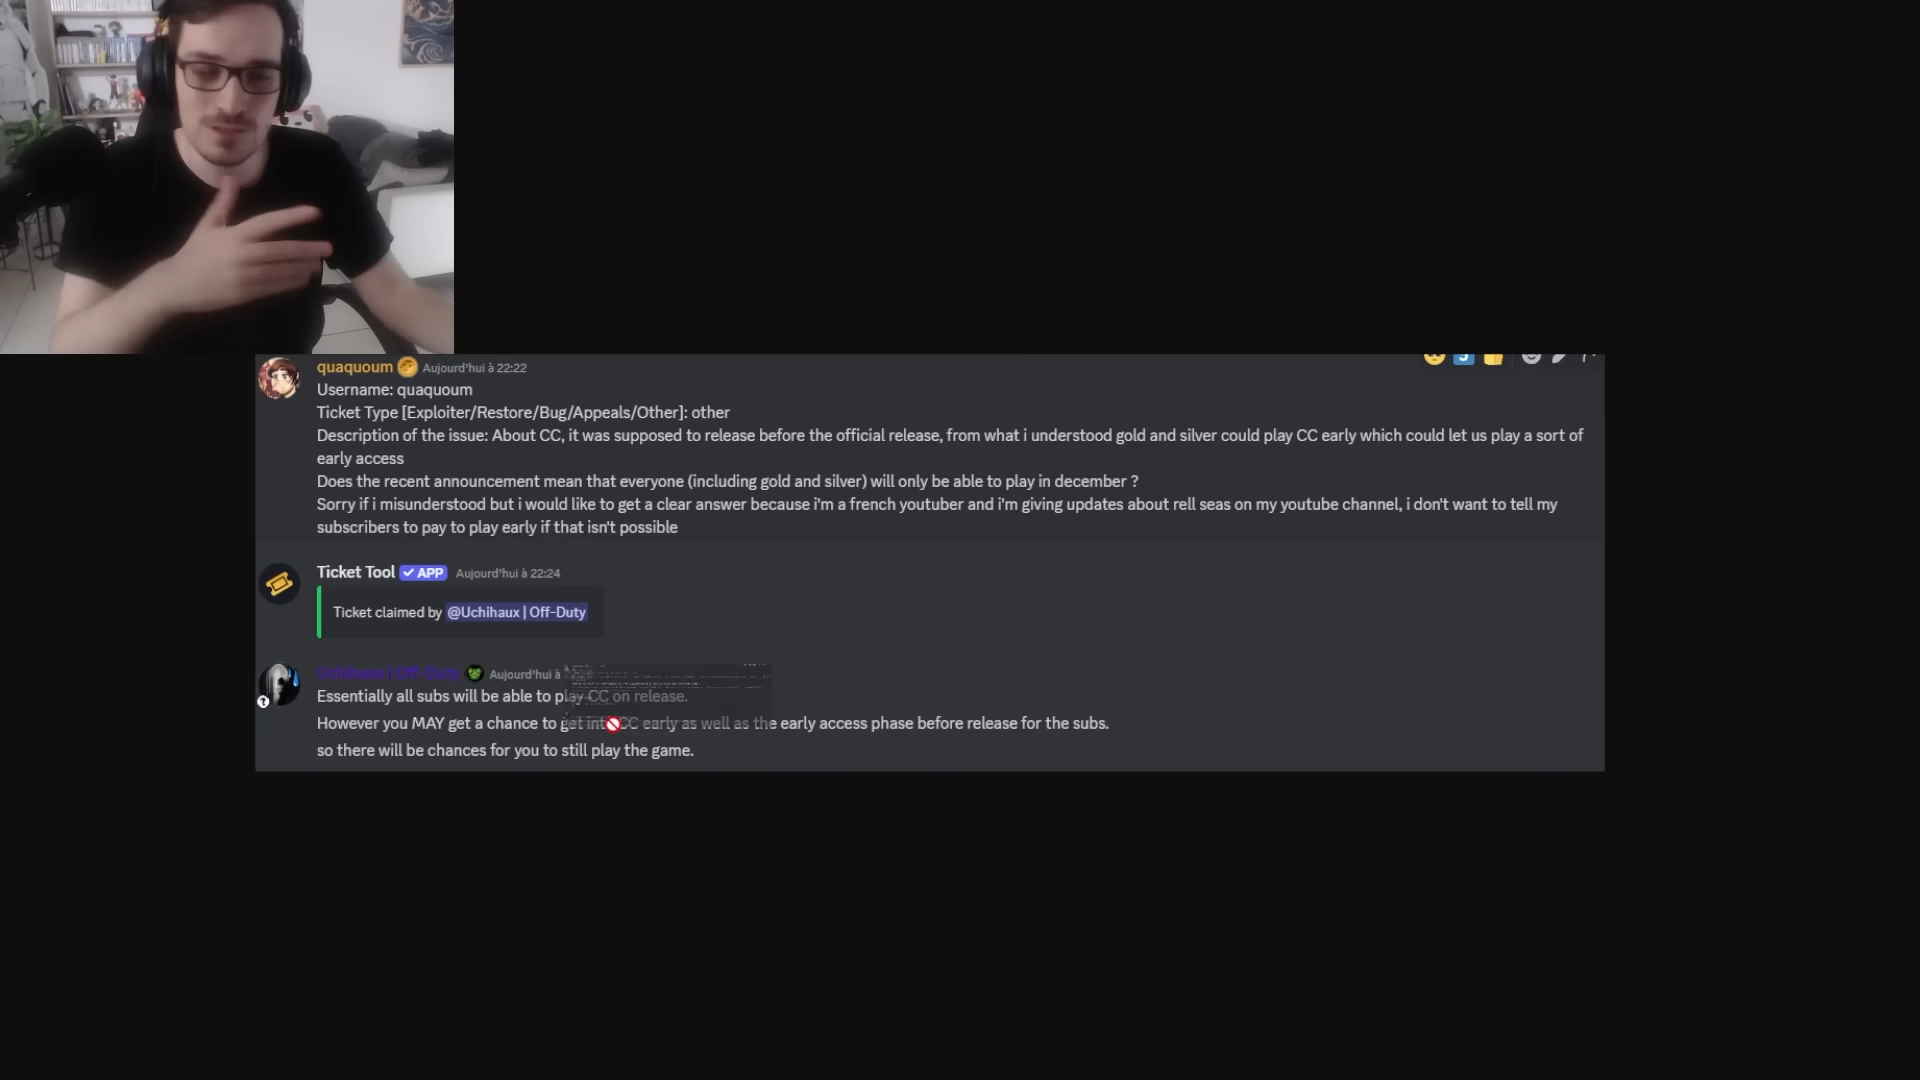 quaquoum Aujourd'hui à 22:22
Username: quaquoum
Ticket Type [Exploiter/Restore/Bug/Appeals/Other]: other
Description of the issue: About CC, it was supposed to release before the official release, from what i understood gold and silver could play CC early which could let us play a sort of
early access
Does the recent announcement mean that everyone (including gold and silver) will only be able to play in december ?
Sorry if i misunderstood but i would like to get a clear answer because i'm a french youtuber and i'm giving updates about rell seas on my youtube channel, i don't want to tell my
subscribers to pay to play early if that isn't possible
Ticket Tool APP Aujourd'hui à 22:24
Ticket claimed by @Uchihaux | Off-Duty
Uchihaux | Off-Duty Aujourd'hui à
Essentially all subs will be able to play CC on release.
However you MAY get a chance to get into CC early as well as the early access phase before release for the subs.
so there will be chances for you to still play the game.